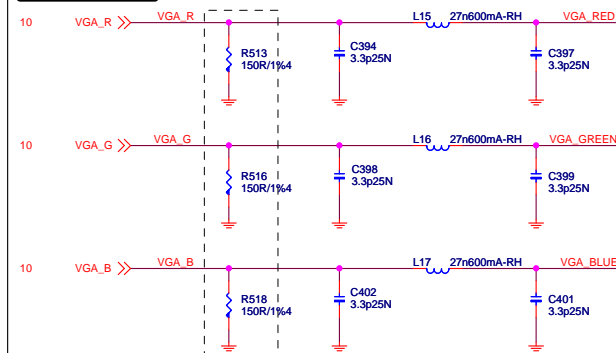 10 VGA_R VGA_R L15 27n600mA-RH VGA_RED
R513 C394 C397
150R/1%4 3.3p25N 3.3p25N
10 VGA_G VGA_G L16 27n600mA-RH VGA_GREEN
R516 C398 C399
150R/1%4 3.3p25N 3.3p25N
10 VGA_B VGA_B L17 27n600mA-RH VGA_BLUE
R518 C402 C401
150R/1%4 3.3p25N 3.3p25N